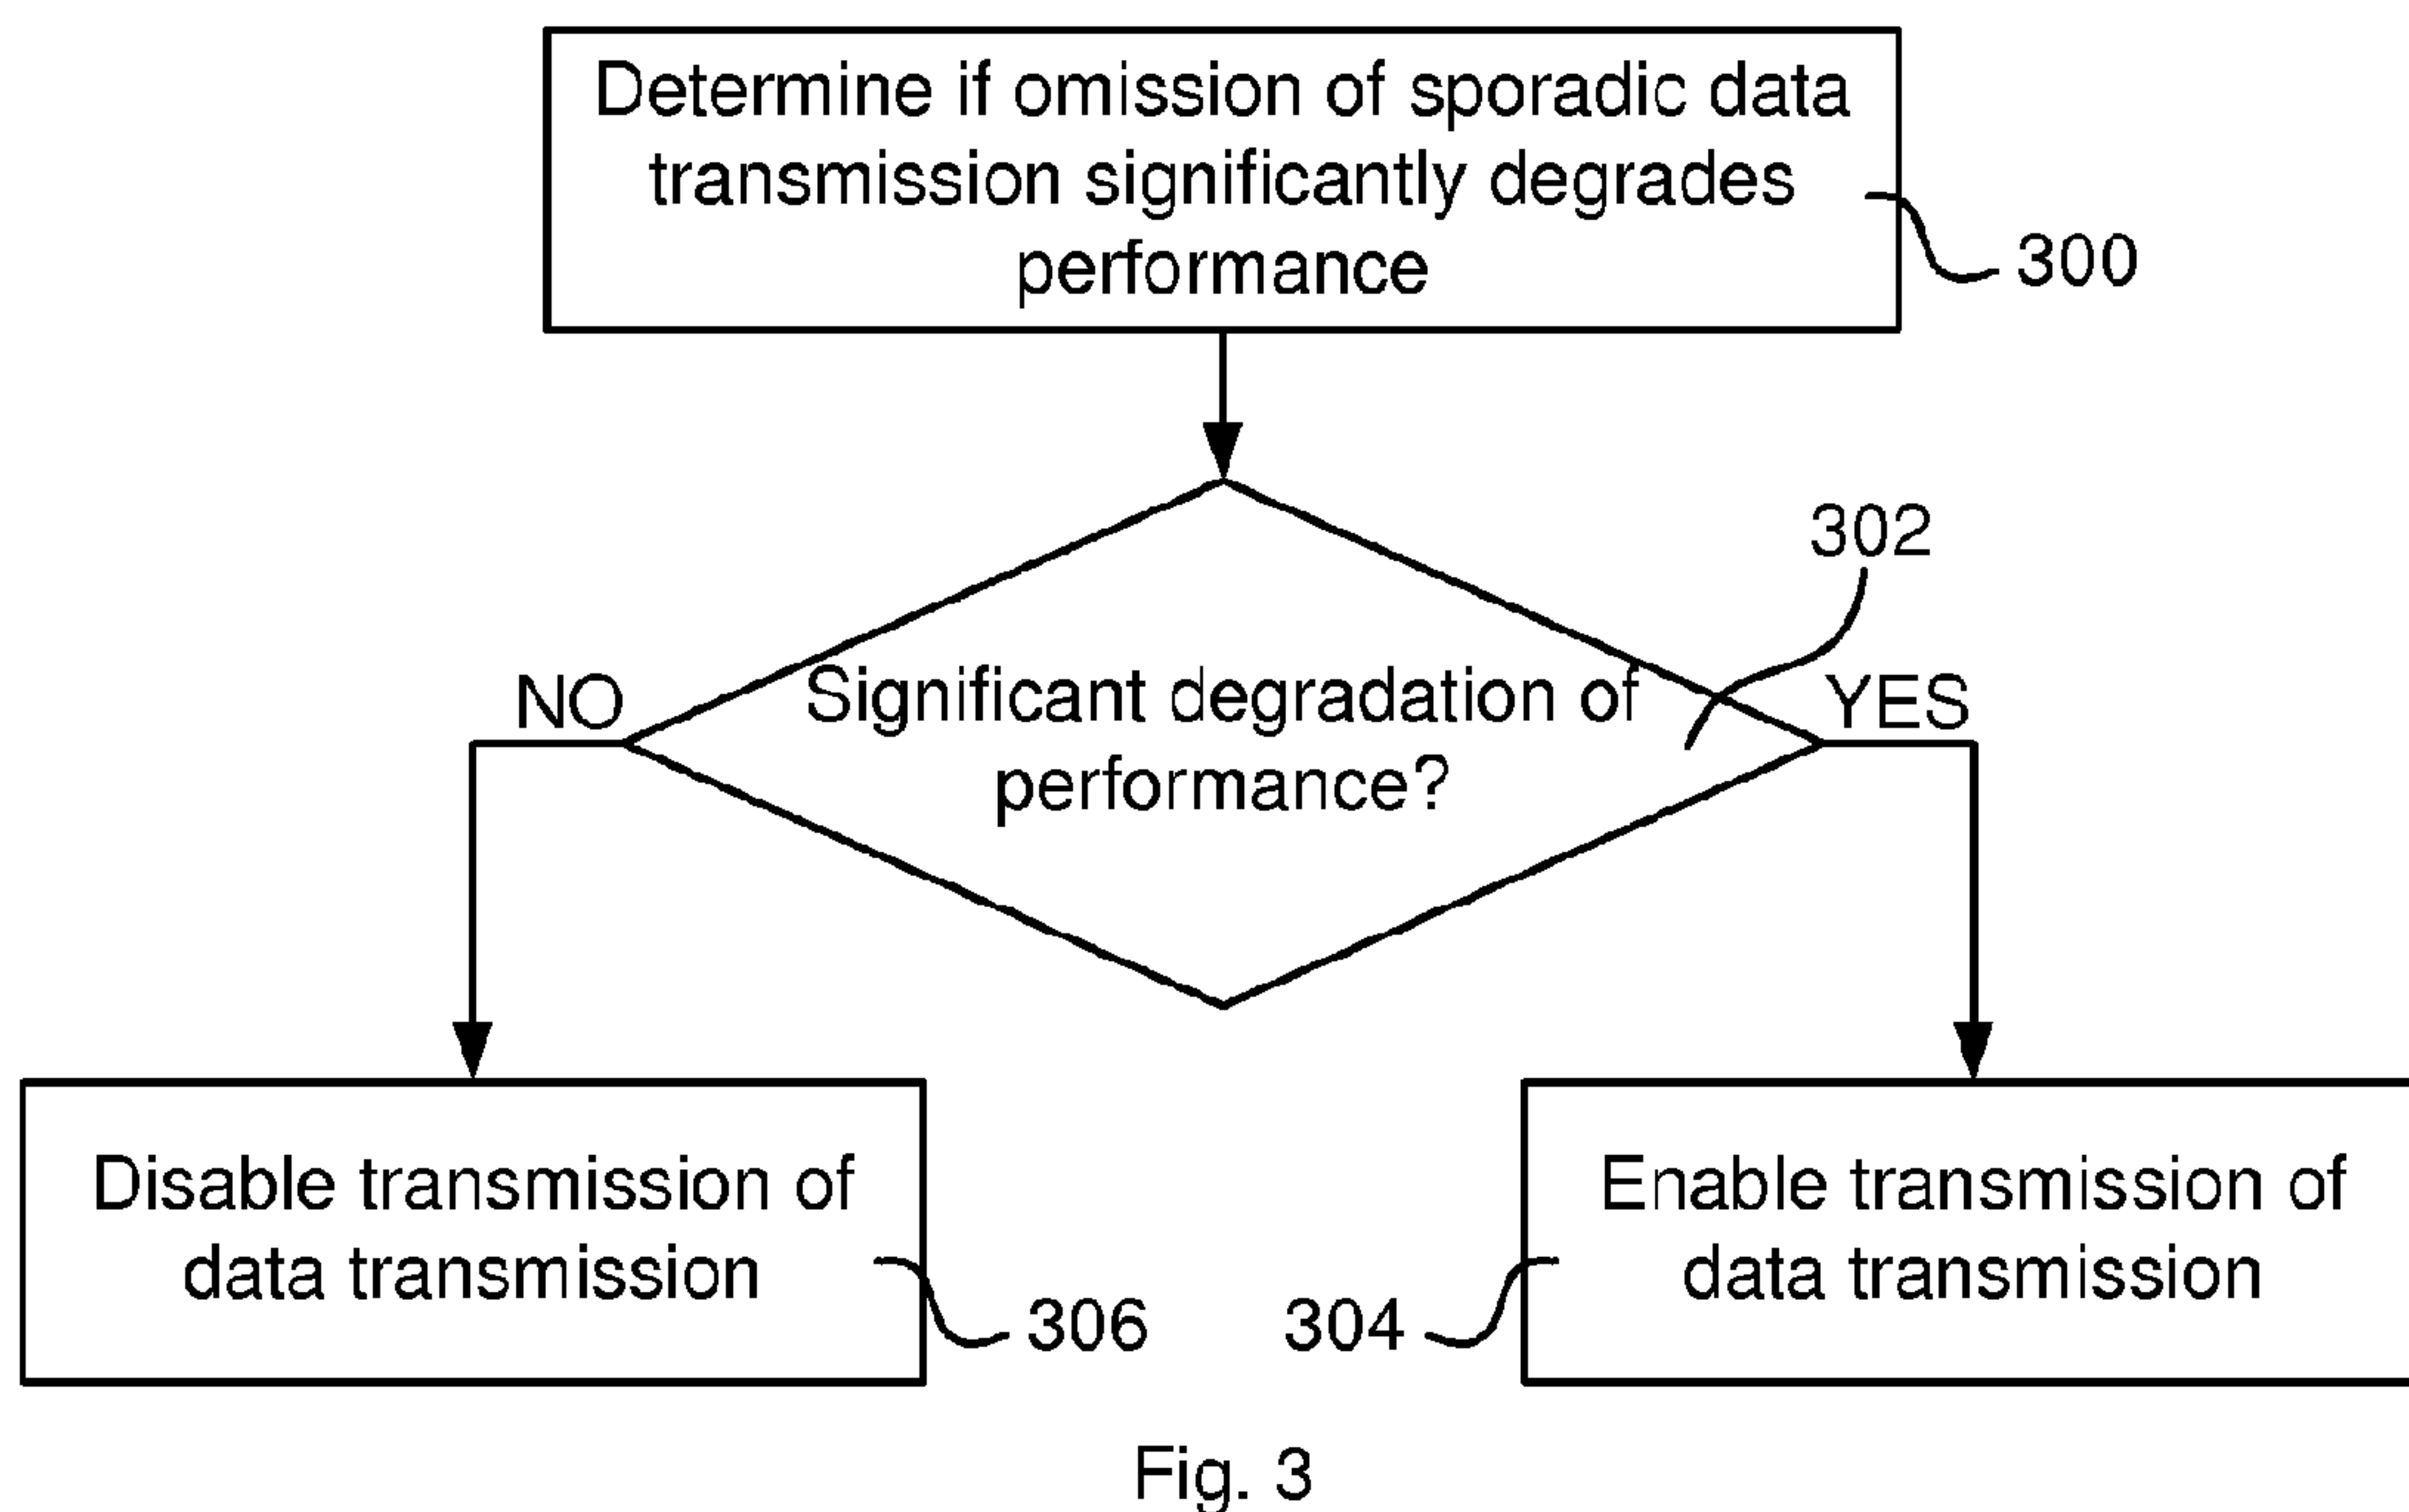 Determine if omission of sporadic data
transmission significantly degrades
performance
300
302
NO
Significant degradation of
performance?
YES
Disable transmission of
data transmission
306
304
Enable transmission of
data transmission
Fig. 3